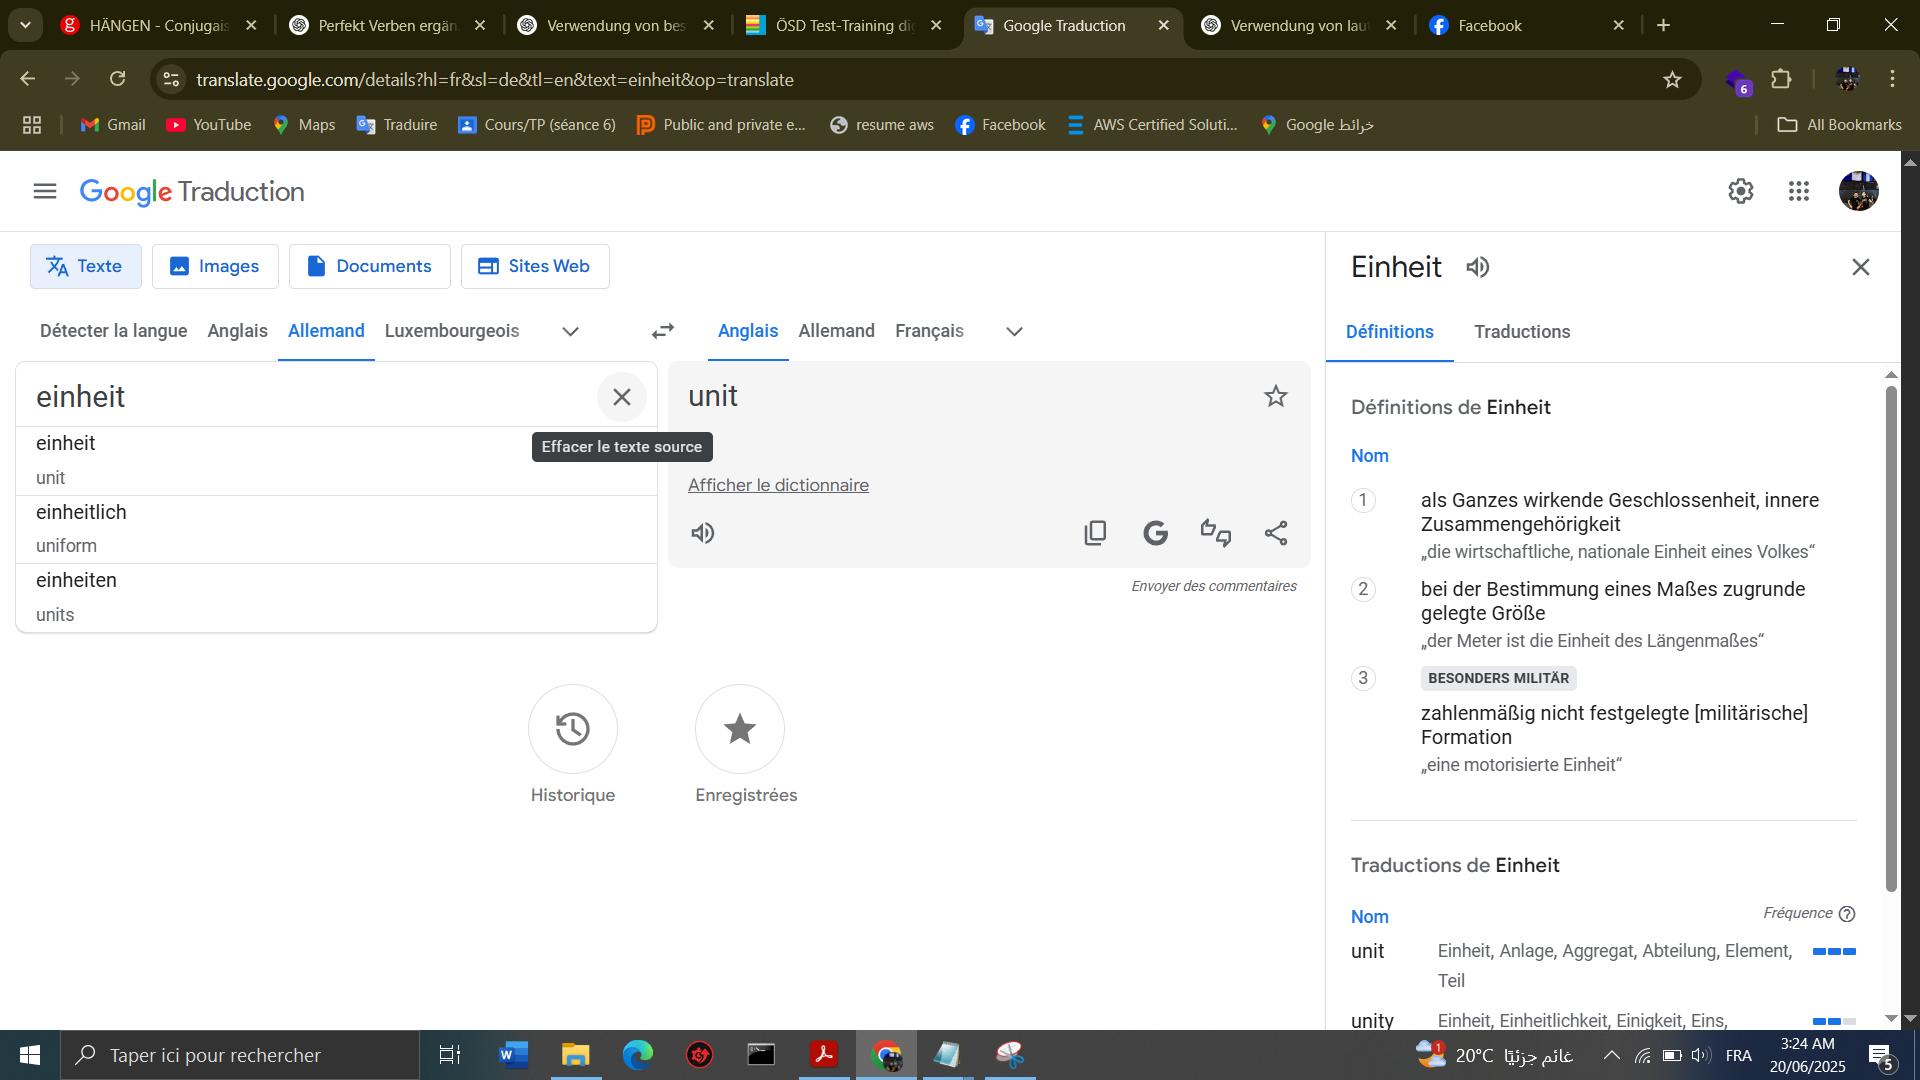 HÄNGEN - Conjugais
Perfekt Verben ergän
Verwendung von bes
ÖSD Test-Training di
Google Traduction
Verwendung von lau
Facebook
translate.google.com/details?hl=fr&sl=de&tl=en&text=einheit&op=translate
6
Gmail
YouTube
Maps
Traduire
Cours/TP (séance 6)
Public and private e...
resume aws
Facebook
AWS Certified Soluti...
خرائط Google
All Bookmarks
Google Traduction
Texte
Images
Documents
Sites Web
Détecter la langue
Anglais
Allemand
Luxembourgeois
Anglais
Allemand
Français
einheit
einheit
unit
einheitlich
uniform
einheiten
units
Effacer le texte source
unit
Afficher le dictionnaire
Envoyer des commentaires
Historique
Enregistrées
Einheit
Définitions
Traductions
Définitions de Einheit
Nom
1
als Ganzes wirkende Geschlossenheit, innere
Zusammengehörigkeit
„die wirtschaftliche, nationale Einheit eines Volkes“
2
bei der Bestimmung eines Maßes zugrunde
gelegte Größe
„der Meter ist die Einheit des Längenmaßes“
3
BESONDERS MILITÄR
zahlenmäßig nicht festgelegte [militärische]
Formation
„eine motorisierte Einheit“
Traductions de Einheit
Nom
Fréquence
unit
Einheit, Anlage, Aggregat, Abteilung, Element,
Teil
unity
Einheit, Einheitlichkeit, Einigkeit, Eins,
Taper ici pour rechercher
1
20°C غائم جزئيًا
FRA
3:24 AM
20/06/2025
5